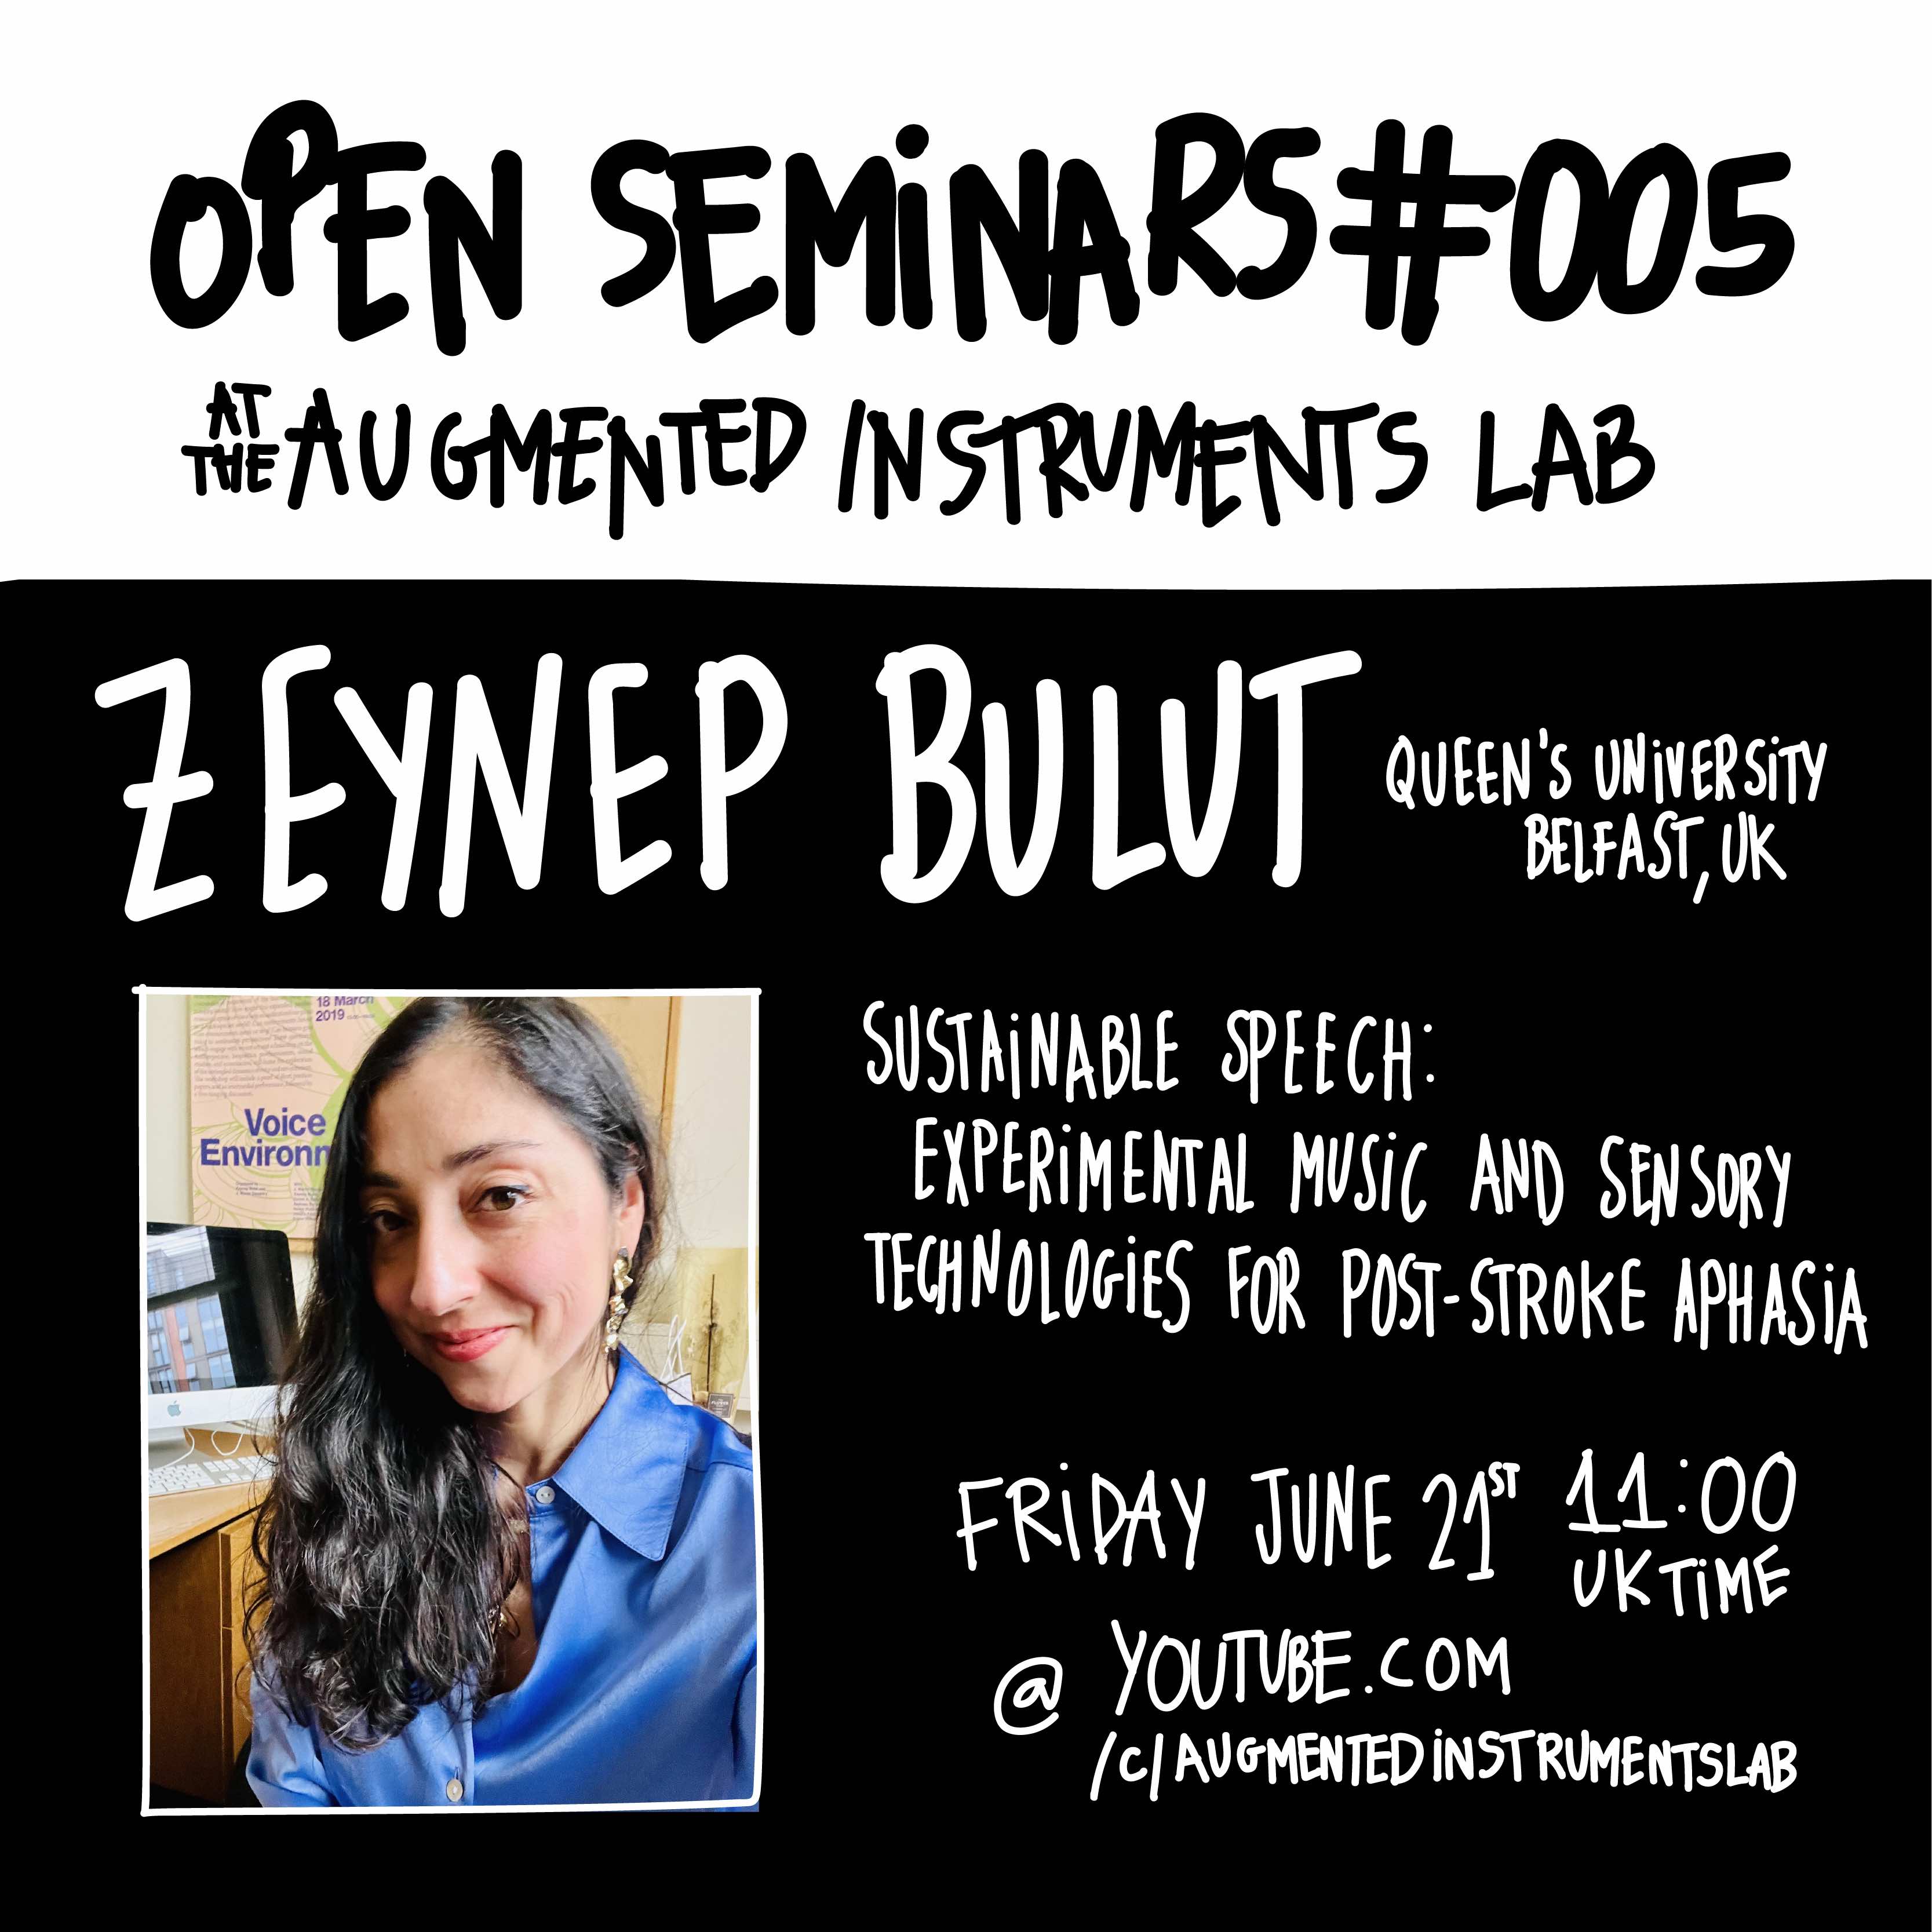 OPEN SEMiNARS #005
AT THE AUGMENTED INSTRUMENTS LAB
ZEYNEP BULUT
QUEEN'S UNiVERSiTY
BELFAST, UK
18 March
2019
Voice
Environm
SUSTAiNABLE SPEECH:
EXPERiMENTAL MUSiC AND SENSORY
TECHNOLOGiES FOR POST-STROKE APHASiA
FRiDAY JUNE 21ST 11:00
UK TiME
@ YOUTUBE.COM
/c/AUGMENTEDiNSTRUMENTSLAB